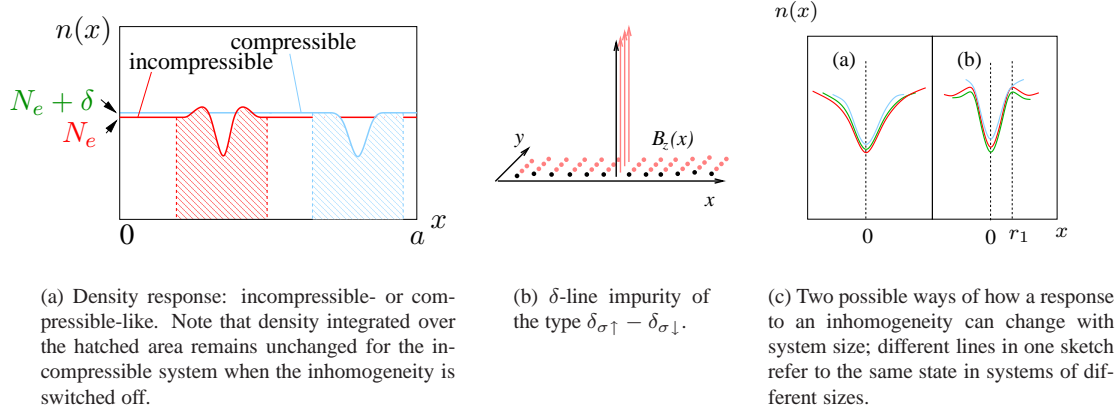 n(x)
compressible
incompressible
N_e + δ
N_e
0
a
x
y
B_z(x)
x
n(x)
(a)
(b)
0
0
r_1
x
(a) Density response: incompressible- or com-
pressible-like. Note that density integrated over
the hatched area remains unchanged for the in-
compressible system when the inhomogeneity is
switched off.
(b) δ-line impurity of
the type δ_{σ↑} − δ_{σ↓}.
(c) Two possible ways of how a response
to an inhomogeneity can change with
system size; different lines in one sketch
refer to the same state in systems of dif-
ferent sizes.